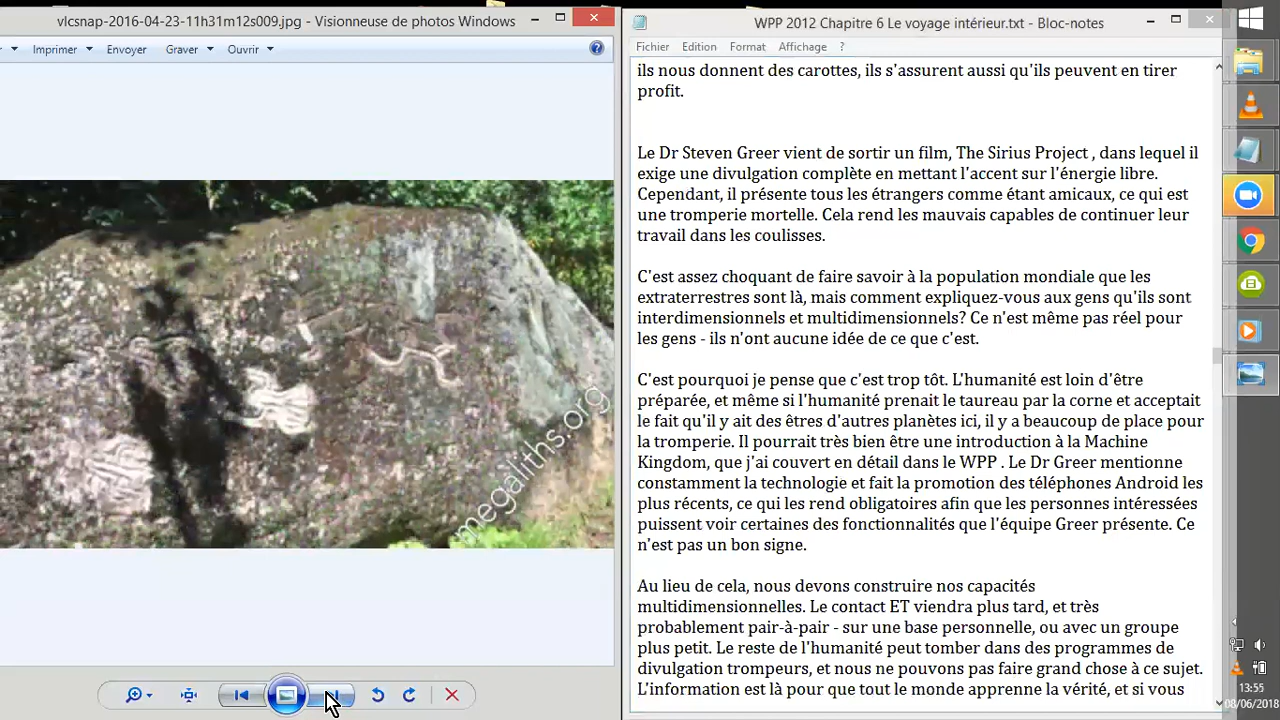 vlcsnap-2016-04-23-11h31m12s009.jpg - Visionneuse de photos Windows
Imprimer
Envoyer
Graver
Ouvrir
?
megaliths.org
WPP 2012 Chapitre 6 Le voyage intérieur.txt - Bloc-notes
Fichier Edition Format Affichage ?
ils nous donnent des carottes, ils s'assurent aussi qu'ils peuvent en tirer
profit.
Le Dr Steven Greer vient de sortir un film, The Sirius Project , dans lequel il
exige une divulgation complète en mettant l'accent sur l'énergie libre.
Cependant, il présente tous les étrangers comme étant amicaux, ce qui est
une tromperie mortelle. Cela rend les mauvais capables de continuer leur
travail dans les coulisses.
C'est assez choquant de faire savoir à la population mondiale que les
extraterrestres sont là, mais comment expliquez-vous aux gens qu'ils sont
interdimensionnels et multidimensionnels? Ce n'est même pas réel pour
les gens - ils n'ont aucune idée de ce que c'est.
C'est pourquoi je pense que c'est trop tôt. L'humanité est loin d'être
préparée, et même si l'humanité prenait le taureau par la corne et acceptait
le fait qu'il y ait des êtres d'autres planètes ici, il y a beaucoup de place pour
la tromperie. Il pourrait très bien être une introduction à la Machine
Kingdom, que j'ai couvert en détail dans le WPP . Le Dr Greer mentionne
constamment la technologie et fait la promotion des téléphones Android les
plus récents, ce qui les rend obligatoires afin que les personnes intéressées
puissent voir certaines des fonctionnalités que l'équipe Greer présente. Ce
n'est pas un bon signe.
Au lieu de cela, nous devons construire nos capacités
multidimensionnelles. Le contact ET viendra plus tard, et très
probablement pair-à-pair - sur une base personnelle, ou avec un groupe
plus petit. Le reste de l'humanité peut tomber dans des programmes de
divulgation trompeurs, et nous ne pouvons pas faire grand chose à ce sujet.
L'information est là pour que tout le monde apprenne la vérité, et si vous
13:55
08/06/2018